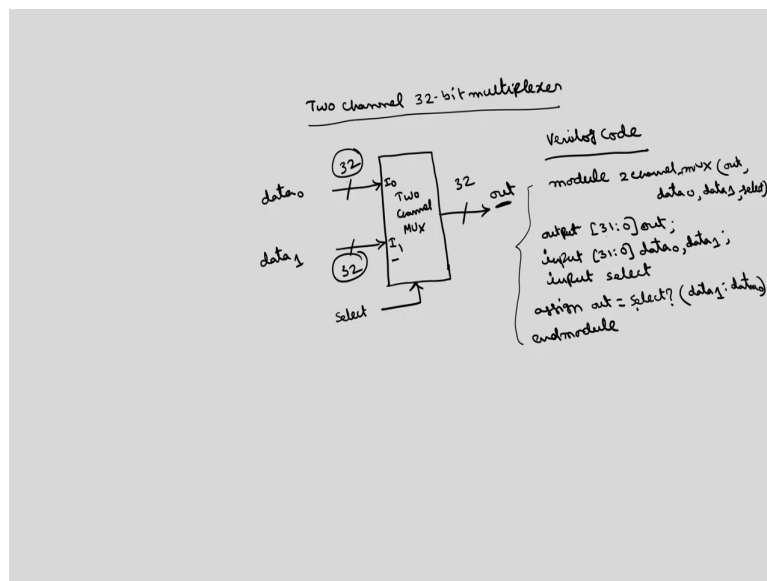 Two channel 32-bit multiplexer
32
data0
I0
Two
Channel
MUX
32
out
data1
I1
32
select
Verilog Code
module 2channel_mux (out,
data0, data1, select)
output [31:0] out;
input [31:0] data0, data1;
input select
assign out = select? (data1:data0)
endmodule